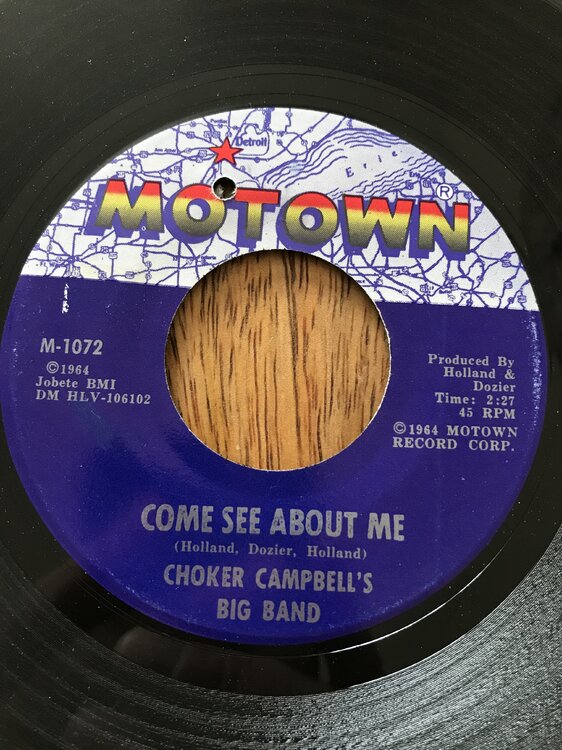 Detroit
Erie
MOTOWN®
M-1072
©1964
Jobete BMI
DM HLV-106102
Produced By
Holland &
Dozier
Time: 2:27
45 RPM
©1964 MOTOWN
RECORD CORP.
COME SEE ABOUT ME
(Holland, Dozier, Holland)
CHOKER CAMPBELL'S
BIG BAND